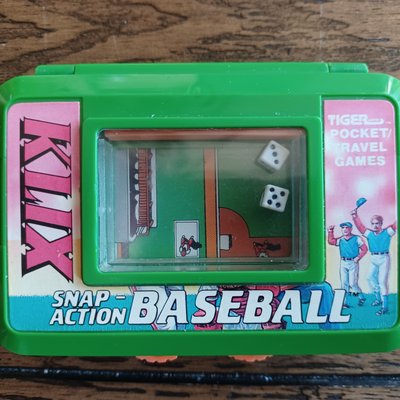 KLIX
TIGER
POCKET/
TRAVEL
GAMES
SNAP-
ACTION
BASEBALL